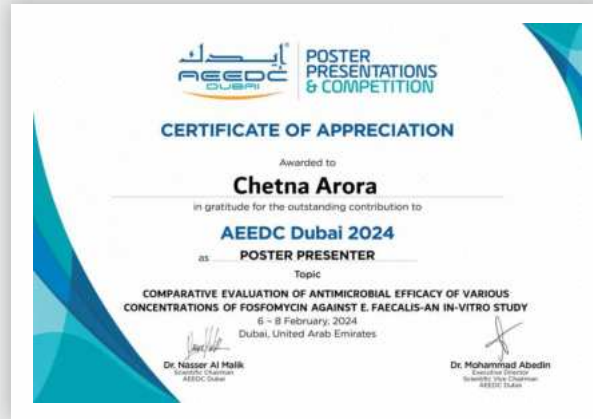 إيدك
AEEDC
DUBAI
POSTER
PRESENTATIONS
& COMPETITION
CERTIFICATE OF APPRECIATION
Awarded to
Chetna Arora
in gratitude for the outstanding contribution to
AEEDC Dubai 2024
as POSTER PRESENTER
Topic
COMPARATIVE EVALUATION OF ANTIMICROBIAL EFFICACY OF VARIOUS
CONCENTRATIONS OF FOSFOMYCIN AGAINST E. FAECALIS-AN IN-VITRO STUDY
6 – 8 February, 2024
Dubai, United Arab Emirates
Dr. Nasser Al Malik
Scientific Chairman
AEEDC Dubai
Dr. Mohammad Abedin
Executive Director
Scientific Vice Chairman
AEEDC Dubai